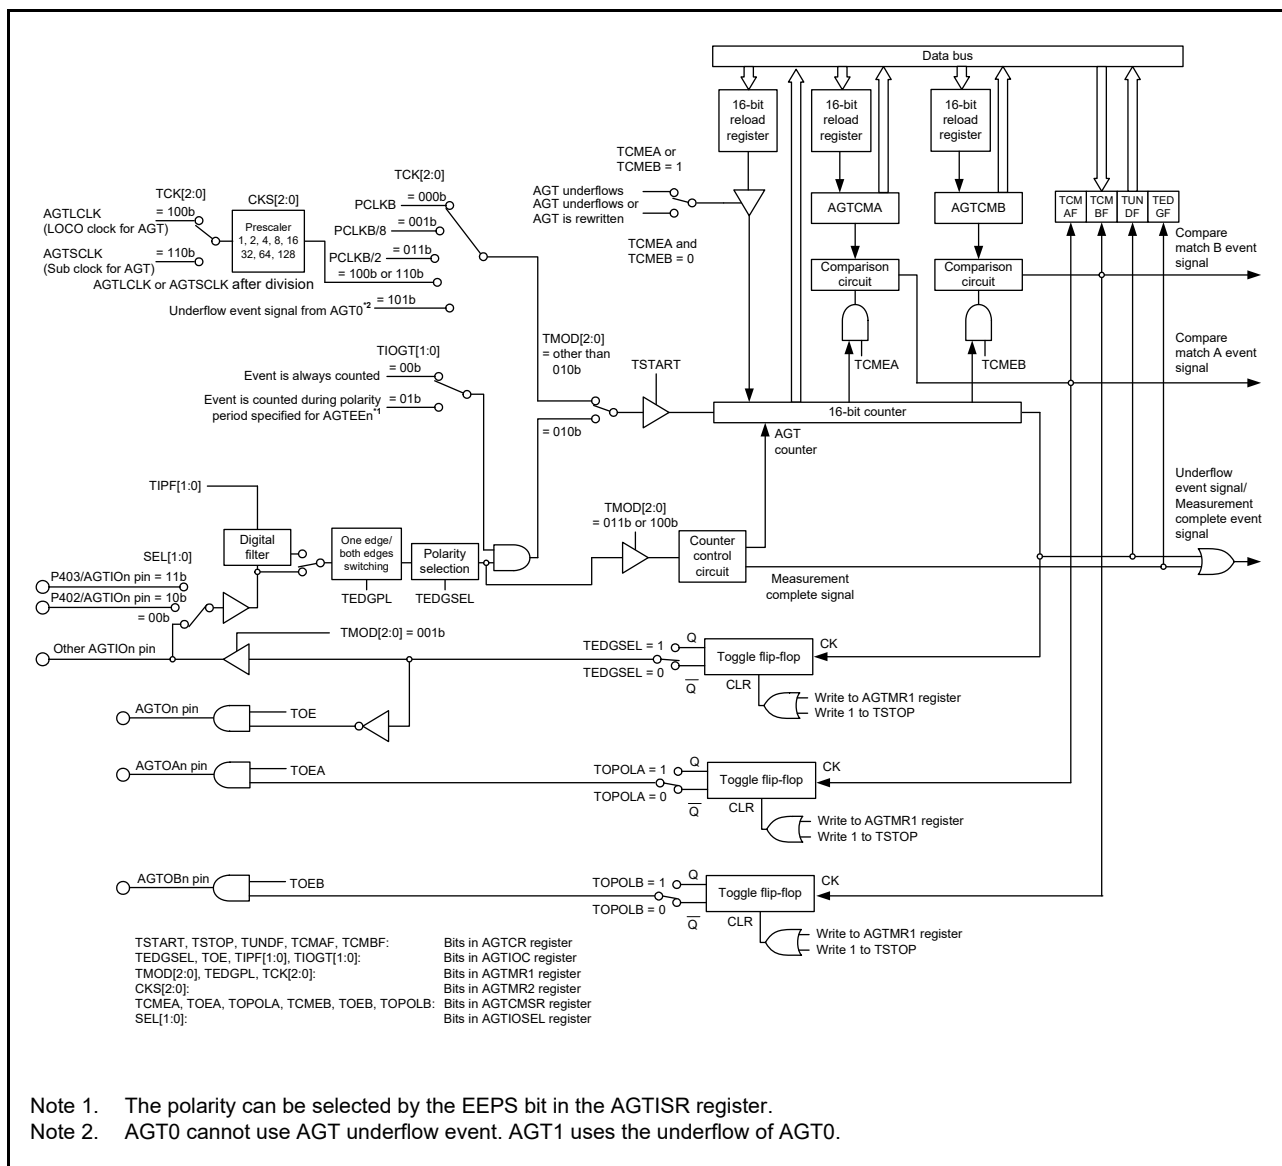 Data bus
16-bit
reload
register
16-bit
reload
register
16-bit
reload
register
TCMEA or
TCMEB = 1
AGT underflows
AGT underflows or
AGT is rewritten
TCMEA and
TCMEB = 0
AGTCMA
AGTCMB
TCM
AF
TCM
BF
TUN
DF
TED
GF
Comparison
circuit
Comparison
circuit
TCMEA
TCMEB
Compare
match B event
signal
Compare
match A event
signal
TCK[2:0]
CKS[2:0]
TCK[2:0]
AGTLCLK
(LOCO clock for AGT)
= 100b
AGTSCLK
(Sub clock for AGT)
= 110b
Prescaler
1, 2, 4, 8, 16
32, 64, 128
PCLKB
= 000b
PCLKB/8
= 001b
PCLKB/2
= 011b
= 100b or 110b
AGTLCLK or AGTSCLK after division
Underflow event signal from AGT0*2
= 101b
TIOGT[1:0]
Event is always counted
= 00b
Event is counted during polarity
period specified for AGTEEn*1
= 01b
TMOD[2:0]
= other than
010b
= 010b
TSTART
16-bit counter
AGT
counter
TIPF[1:0]
Digital
filter
One edge/
both edges
switching
Polarity
selection
TEDGPL
TEDGSEL
TMOD[2:0]
= 011b or 100b
Counter
control
circuit
Measurement
complete signal
Underflow
event signal/
Measurement
complete event
signal
SEL[1:0]
P403/AGTIOn pin = 11b
P402/AGTIOn pin = 10b
= 00b
Other AGTIOn pin
TMOD[2:0] = 001b
TEDGSEL = 1
TEDGSEL = 0
Q
Q
Toggle flip-flop
CK
CLR
Write to AGTMR1 register
Write 1 to TSTOP
AGTOn pin
TOE
AGTOAn pin
TOEA
TOPOLA = 1
TOPOLA = 0
Q
Q
Toggle flip-flop
CK
CLR
Write to AGTMR1 register
Write 1 to TSTOP
AGTOBn pin
TOEB
TOPOLB = 1
TOPOLB = 0
Q
Q
Toggle flip-flop
CK
CLR
Write to AGTMR1 register
Write 1 to TSTOP
TSTART, TSTOP, TUNDF, TCMAF, TCMBF: Bits in AGTCR register
TEDGSEL, TOE, TIPF[1:0], TIOGT[1:0]: Bits in AGTIOC register
TMOD[2:0], TEDGPL, TCK[2:0]: Bits in AGTMR1 register
CKS[2:0]: Bits in AGTMR2 register
TCMEA, TOEA, TOPOLA, TCMEB, TOEB, TOPOLB: Bits in AGTCMSR register
SEL[1:0]: Bits in AGTIOSEL register
Note 1. The polarity can be selected by the EEPS bit in the AGTISR register.
Note 2. AGT0 cannot use AGT underflow event. AGT1 uses the underflow of AGT0.